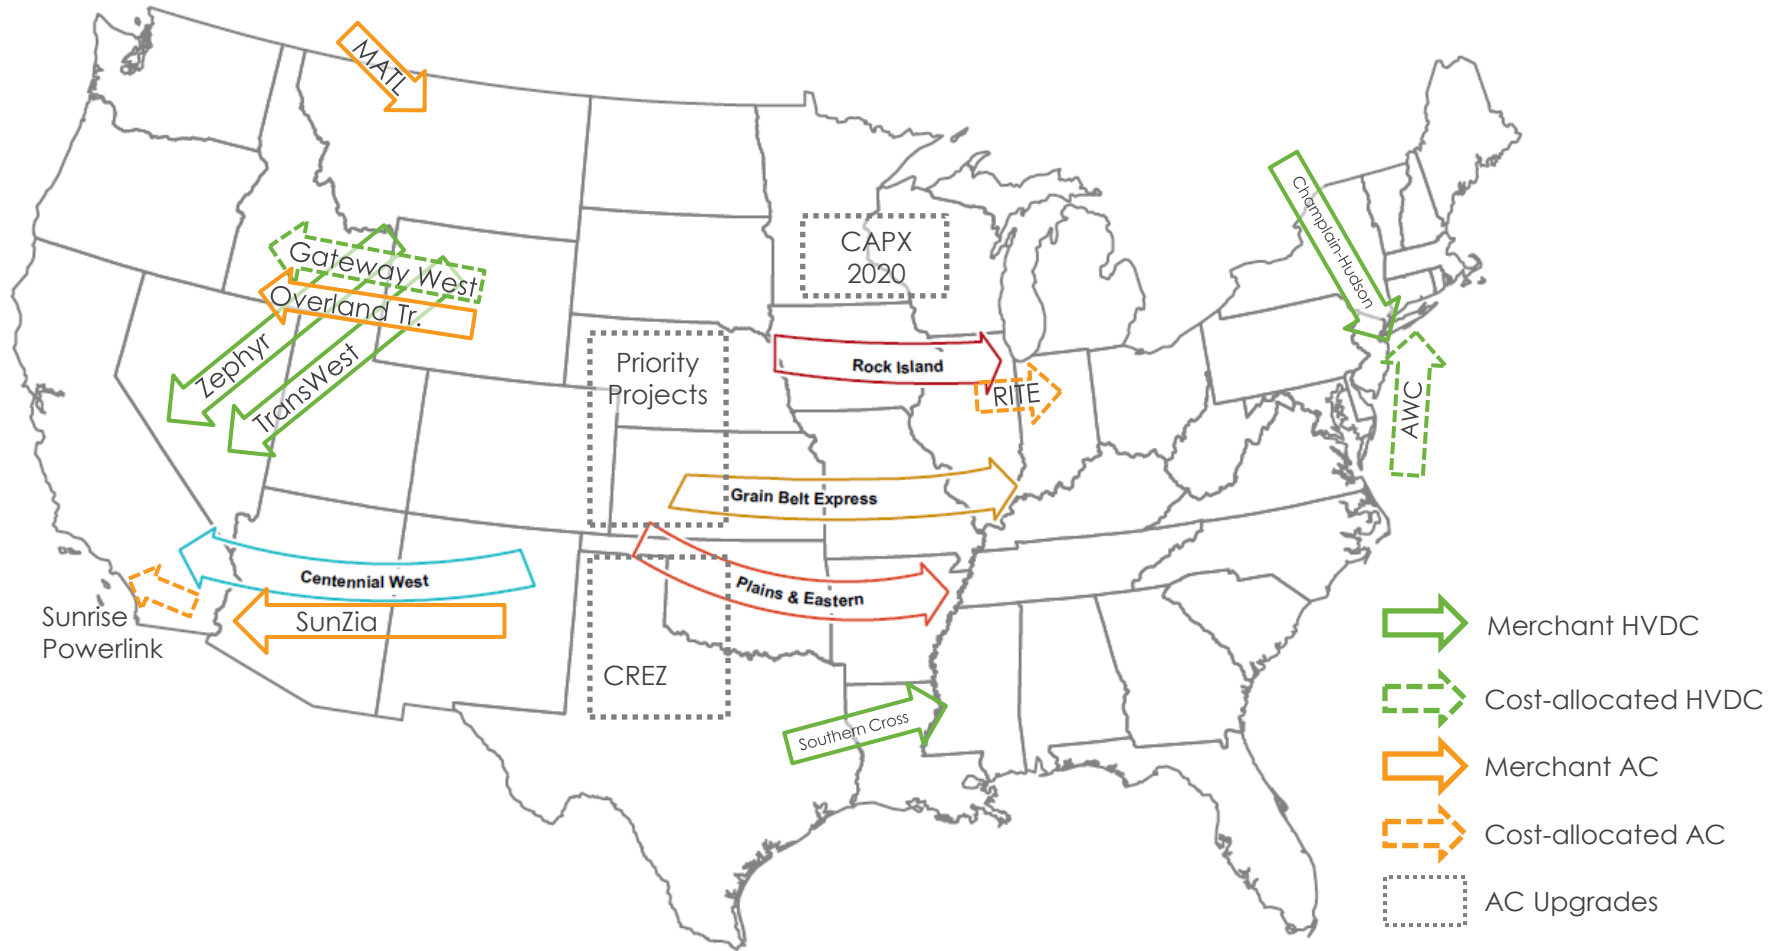 MATL
Champlain-Hudson
CAPX
2020
Gateway West
Overland Tr.
Zephyr
TransWest
Priority
Projects
Rock Island
RITE
AWC
Grain Belt Express
Centennial West
Plains & Eastern
Sunrise
Powerlink
SunZia
CREZ
Southern Cross
Merchant HVDC
Cost-allocated HVDC
Merchant AC
Cost-allocated AC
AC Upgrades